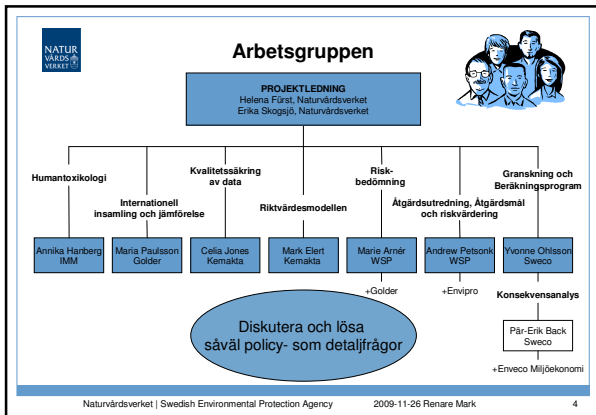 NATUR
VÅRDS
VERKET
Arbetsgruppen
PROJEKTLEDNING
Helena Fürst, Naturvårdsverket
Erika Skogsjö, Naturvårdsverket
Humantoxikologi
Internationell
insamling och jämförelse
Kvalitetssäkring
av data
Riktvärdesmodellen
Risk-
bedömning
Åtgärdsutredning, Åtgärdsmål
och riskvärdering
Granskning och
Beräkningsprogram
Annika Hanberg
IMM
Maria Paulsson
Golder
Celia Jones
Kemakta
Mark Elert
Kemakta
Marie Arnér
WSP
Andrew Petsonk
WSP
Yvonne Ohlsson
Sweco
+Golder
+Envipro
Konsekvensanalys
Pär-Erik Back
Sweco
+Enveco Miljöekonomi
Diskutera och lösa
såväl policy- som detaljfrågor
Naturvårdsverket | Swedish Environmental Protection Agency 2009-11-26 Renare Mark 4